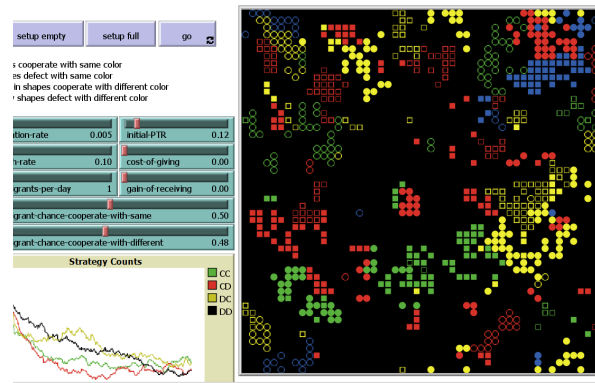 setup empty setup full go
s cooperate with same color
es defect with same color
in shapes cooperate with different color
shapes defect with different color
ation-rate 0.005 initial-PTR 0.12
h-rate 0.10 cost-of-giving 0.00
grants-per-day 1 gain-of-receiving 0.00
grant-chance-cooperate-with-same 0.50
grant-chance-cooperate-with-different 0.48
Strategy Counts
CC
CD
DC
DD